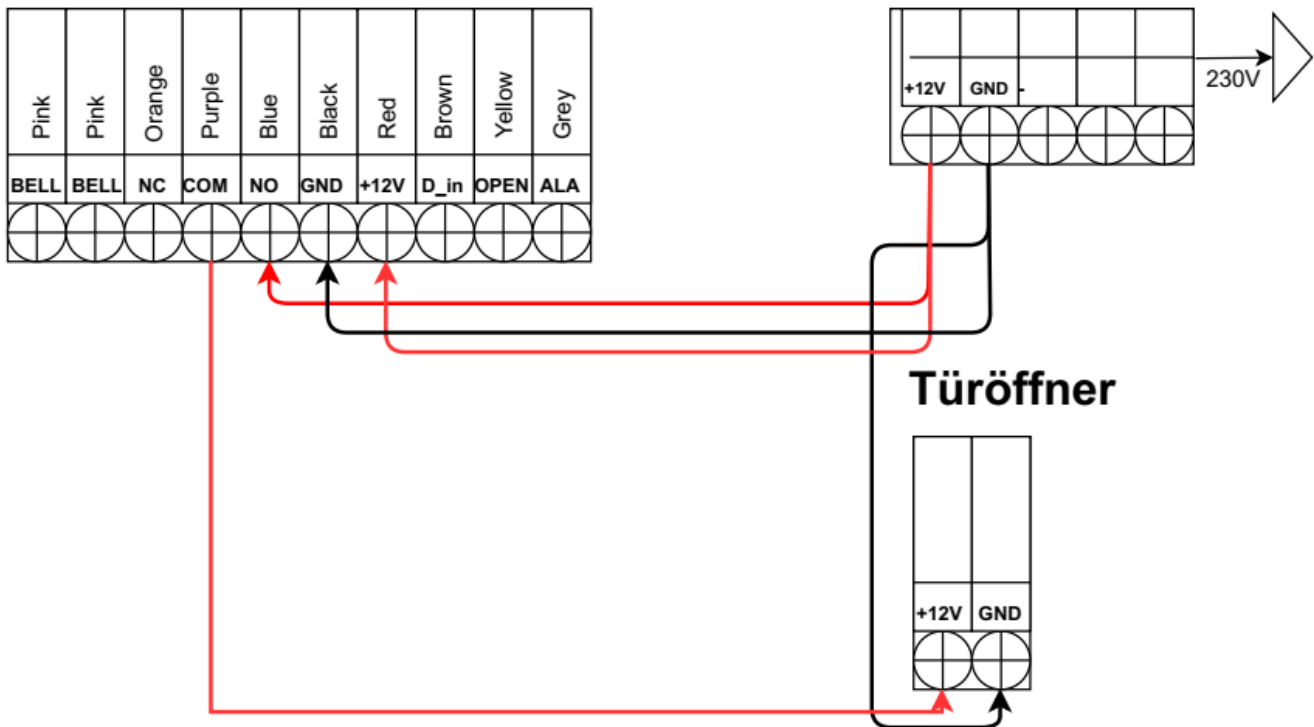 Pink Pink Orange Purple Blue Black Red Brown Yellow Grey
BELL BELL NC COM NO GND +12V D_in OPEN ALA
+12V GND -
230V
Türöffner
+12V GND